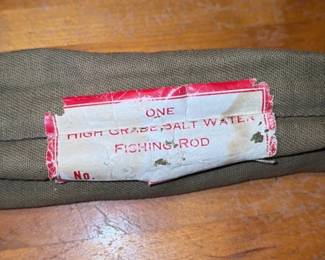 ONE
HIGH GRADE SALT WATER
FISHING ROD
No.